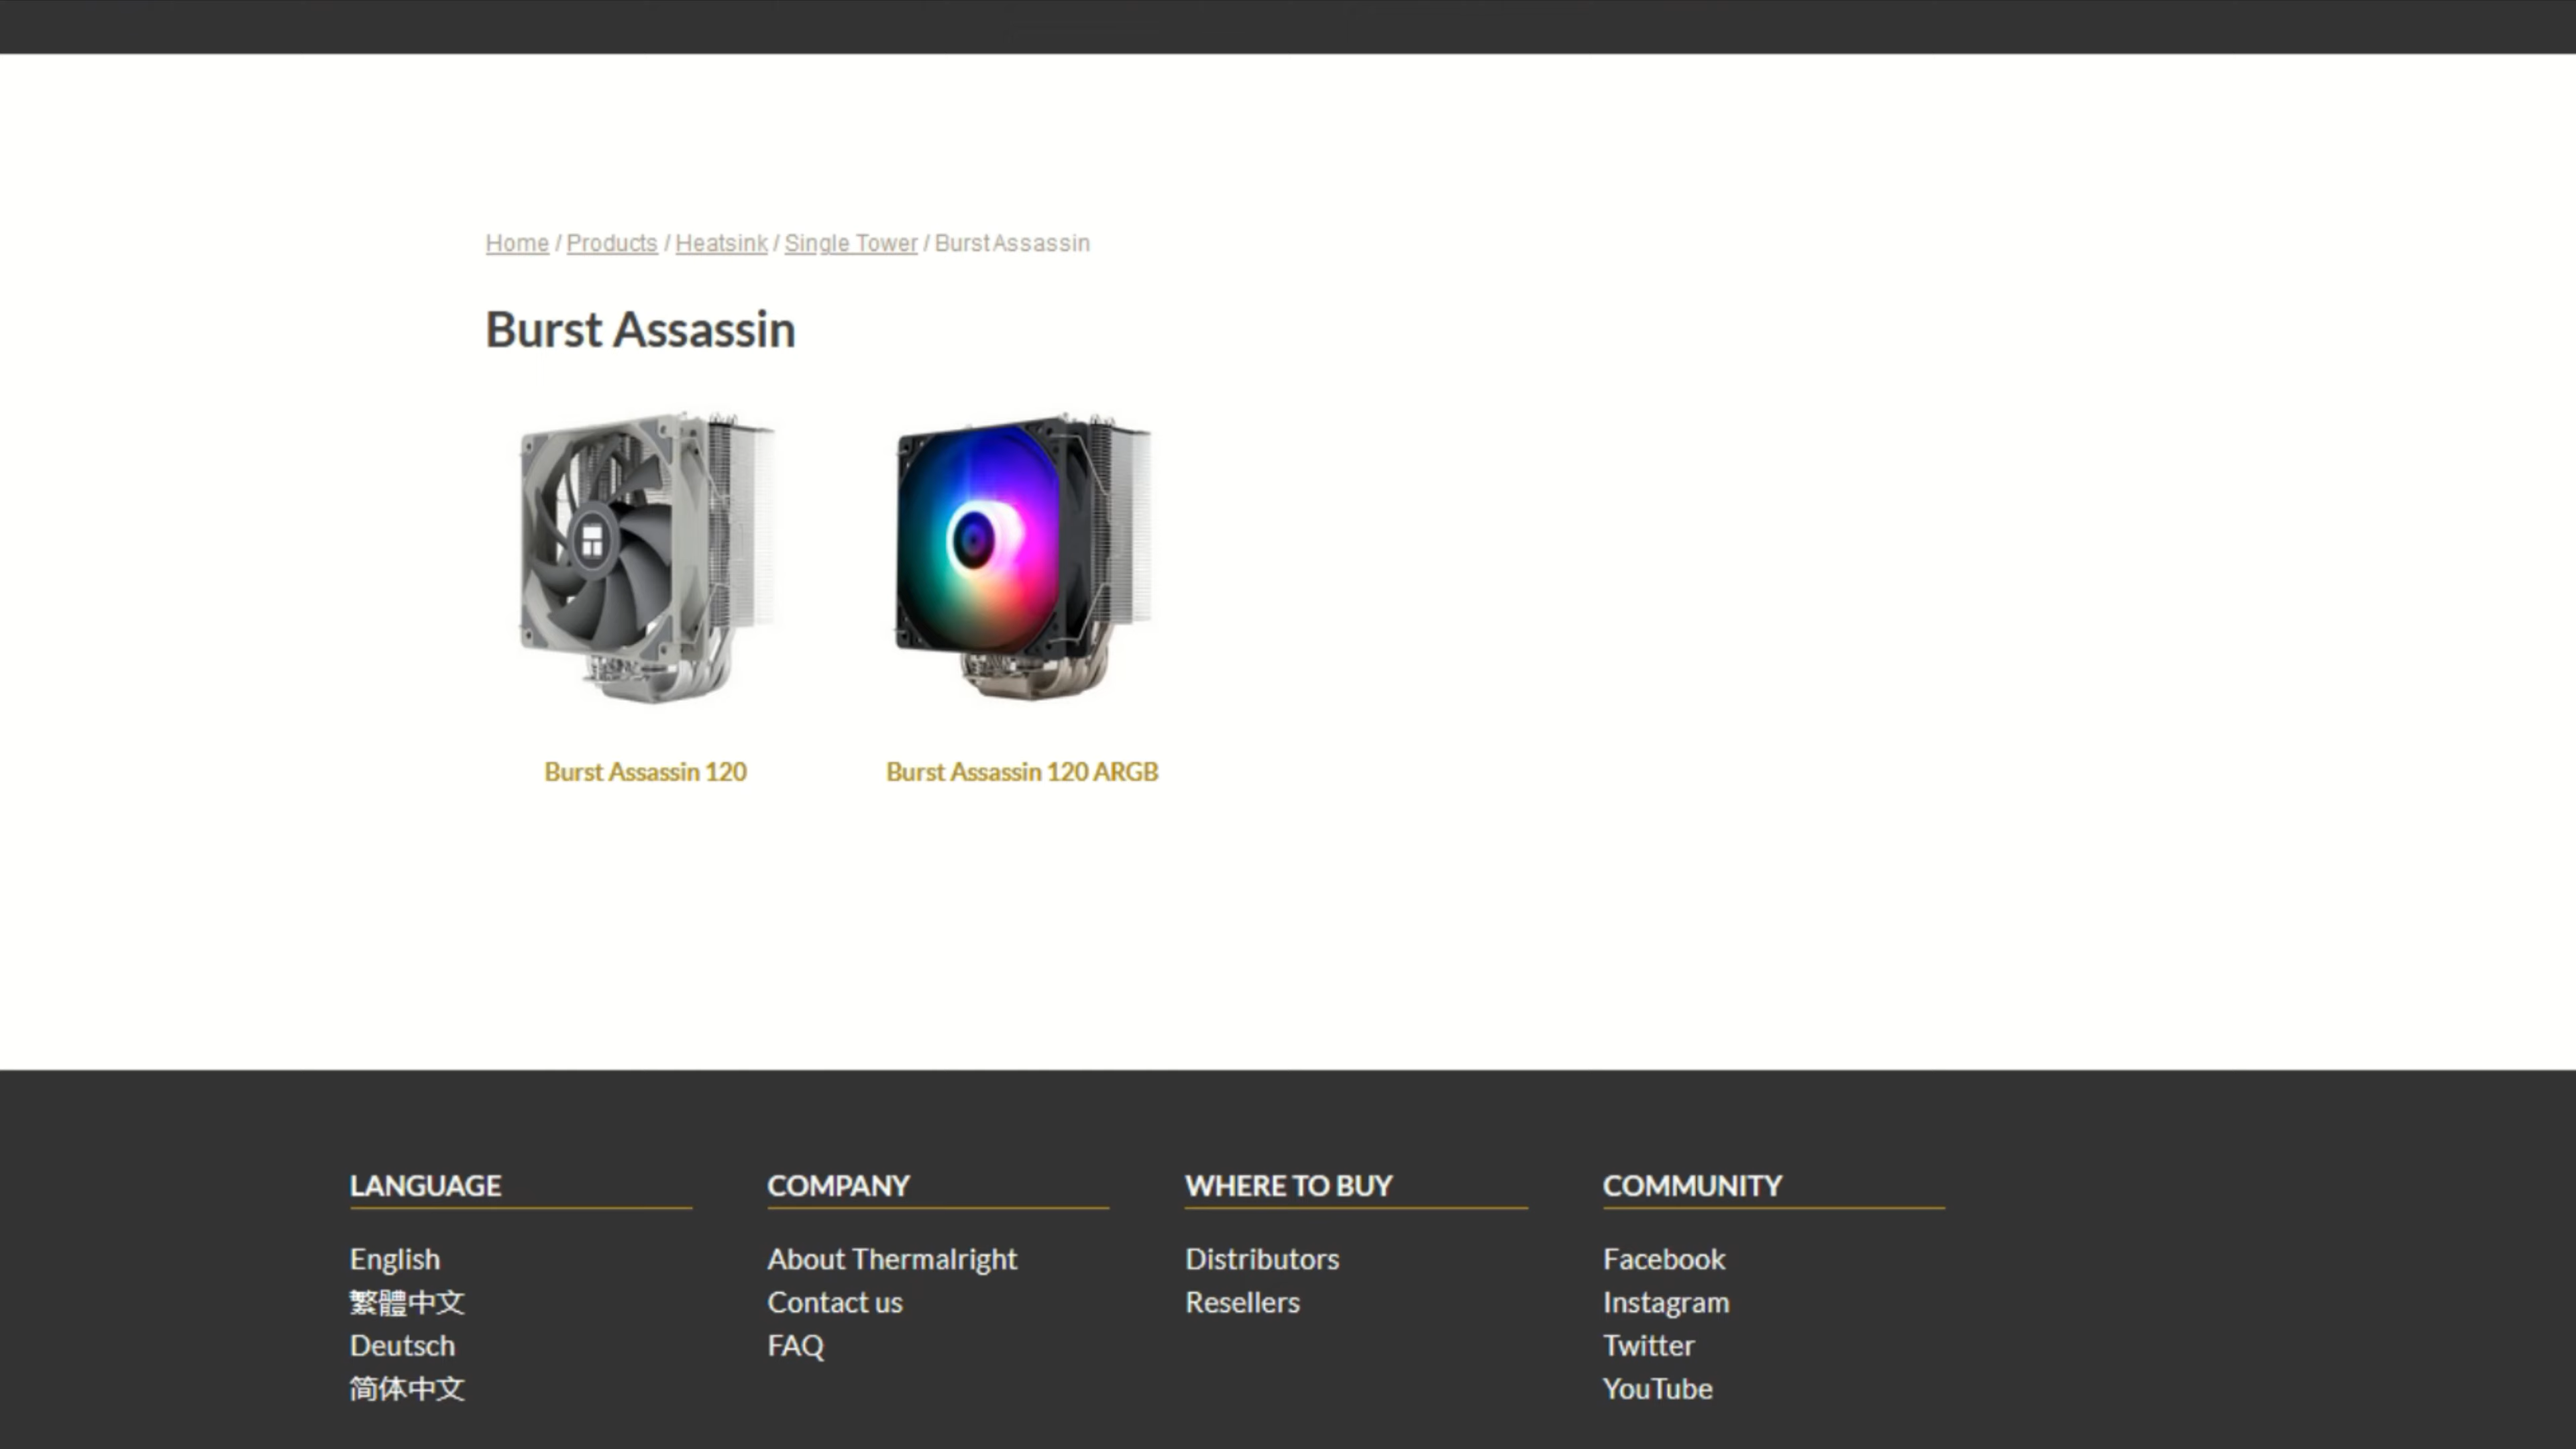 Home / Products / Heatsink / Single Tower / Burst Assassin
Burst Assassin
Burst Assassin 120
Burst Assassin 120 ARGB
LANGUAGE
English
繁體中文
Deutsch
简体中文
COMPANY
About Thermalright
Contact us
FAQ
WHERE TO BUY
Distributors
Resellers
COMMUNITY
Facebook
Instagram
Twitter
YouTube